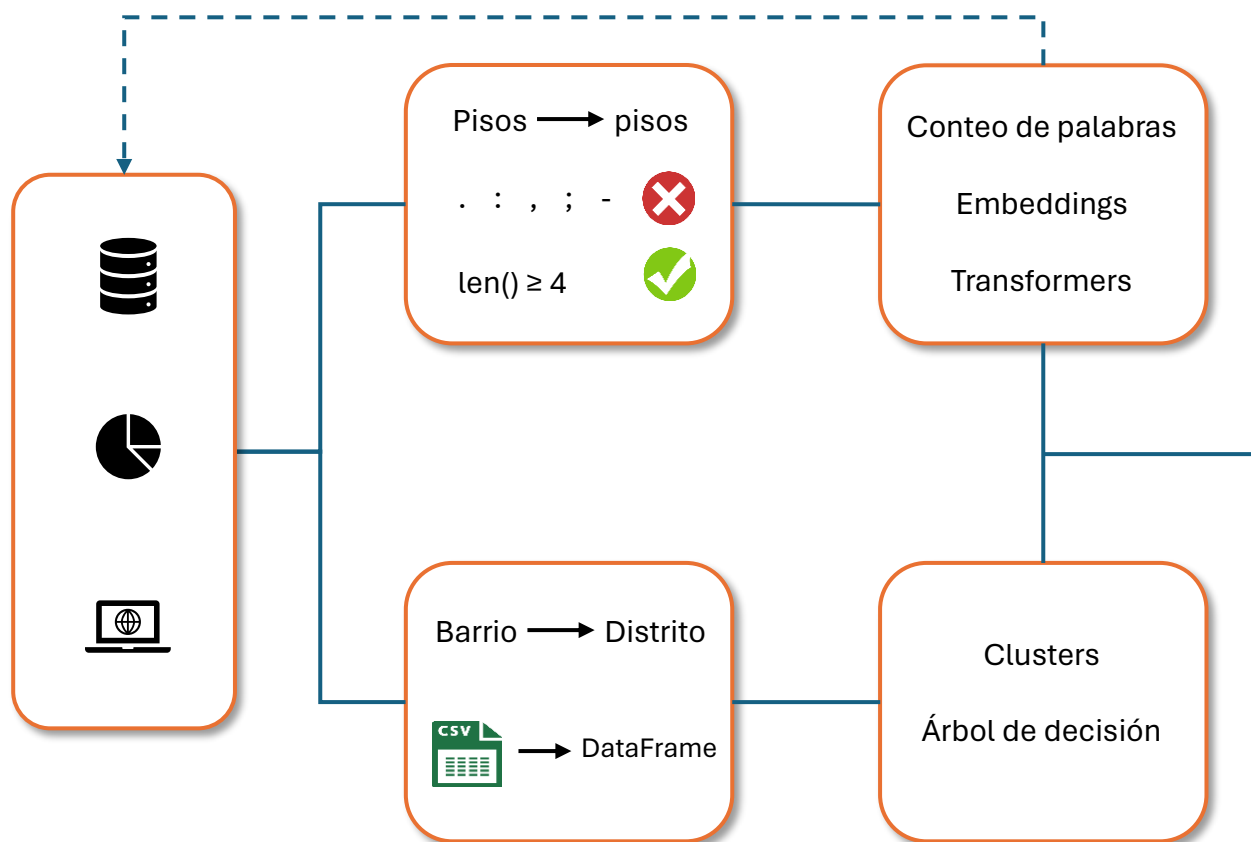 Pisos → pisos
. : , ; -
len() ≥ 4
Conteo de palabras
Embeddings
Transformers
Barrio → Distrito
CSV → DataFrame
Clusters
Árbol de decisión